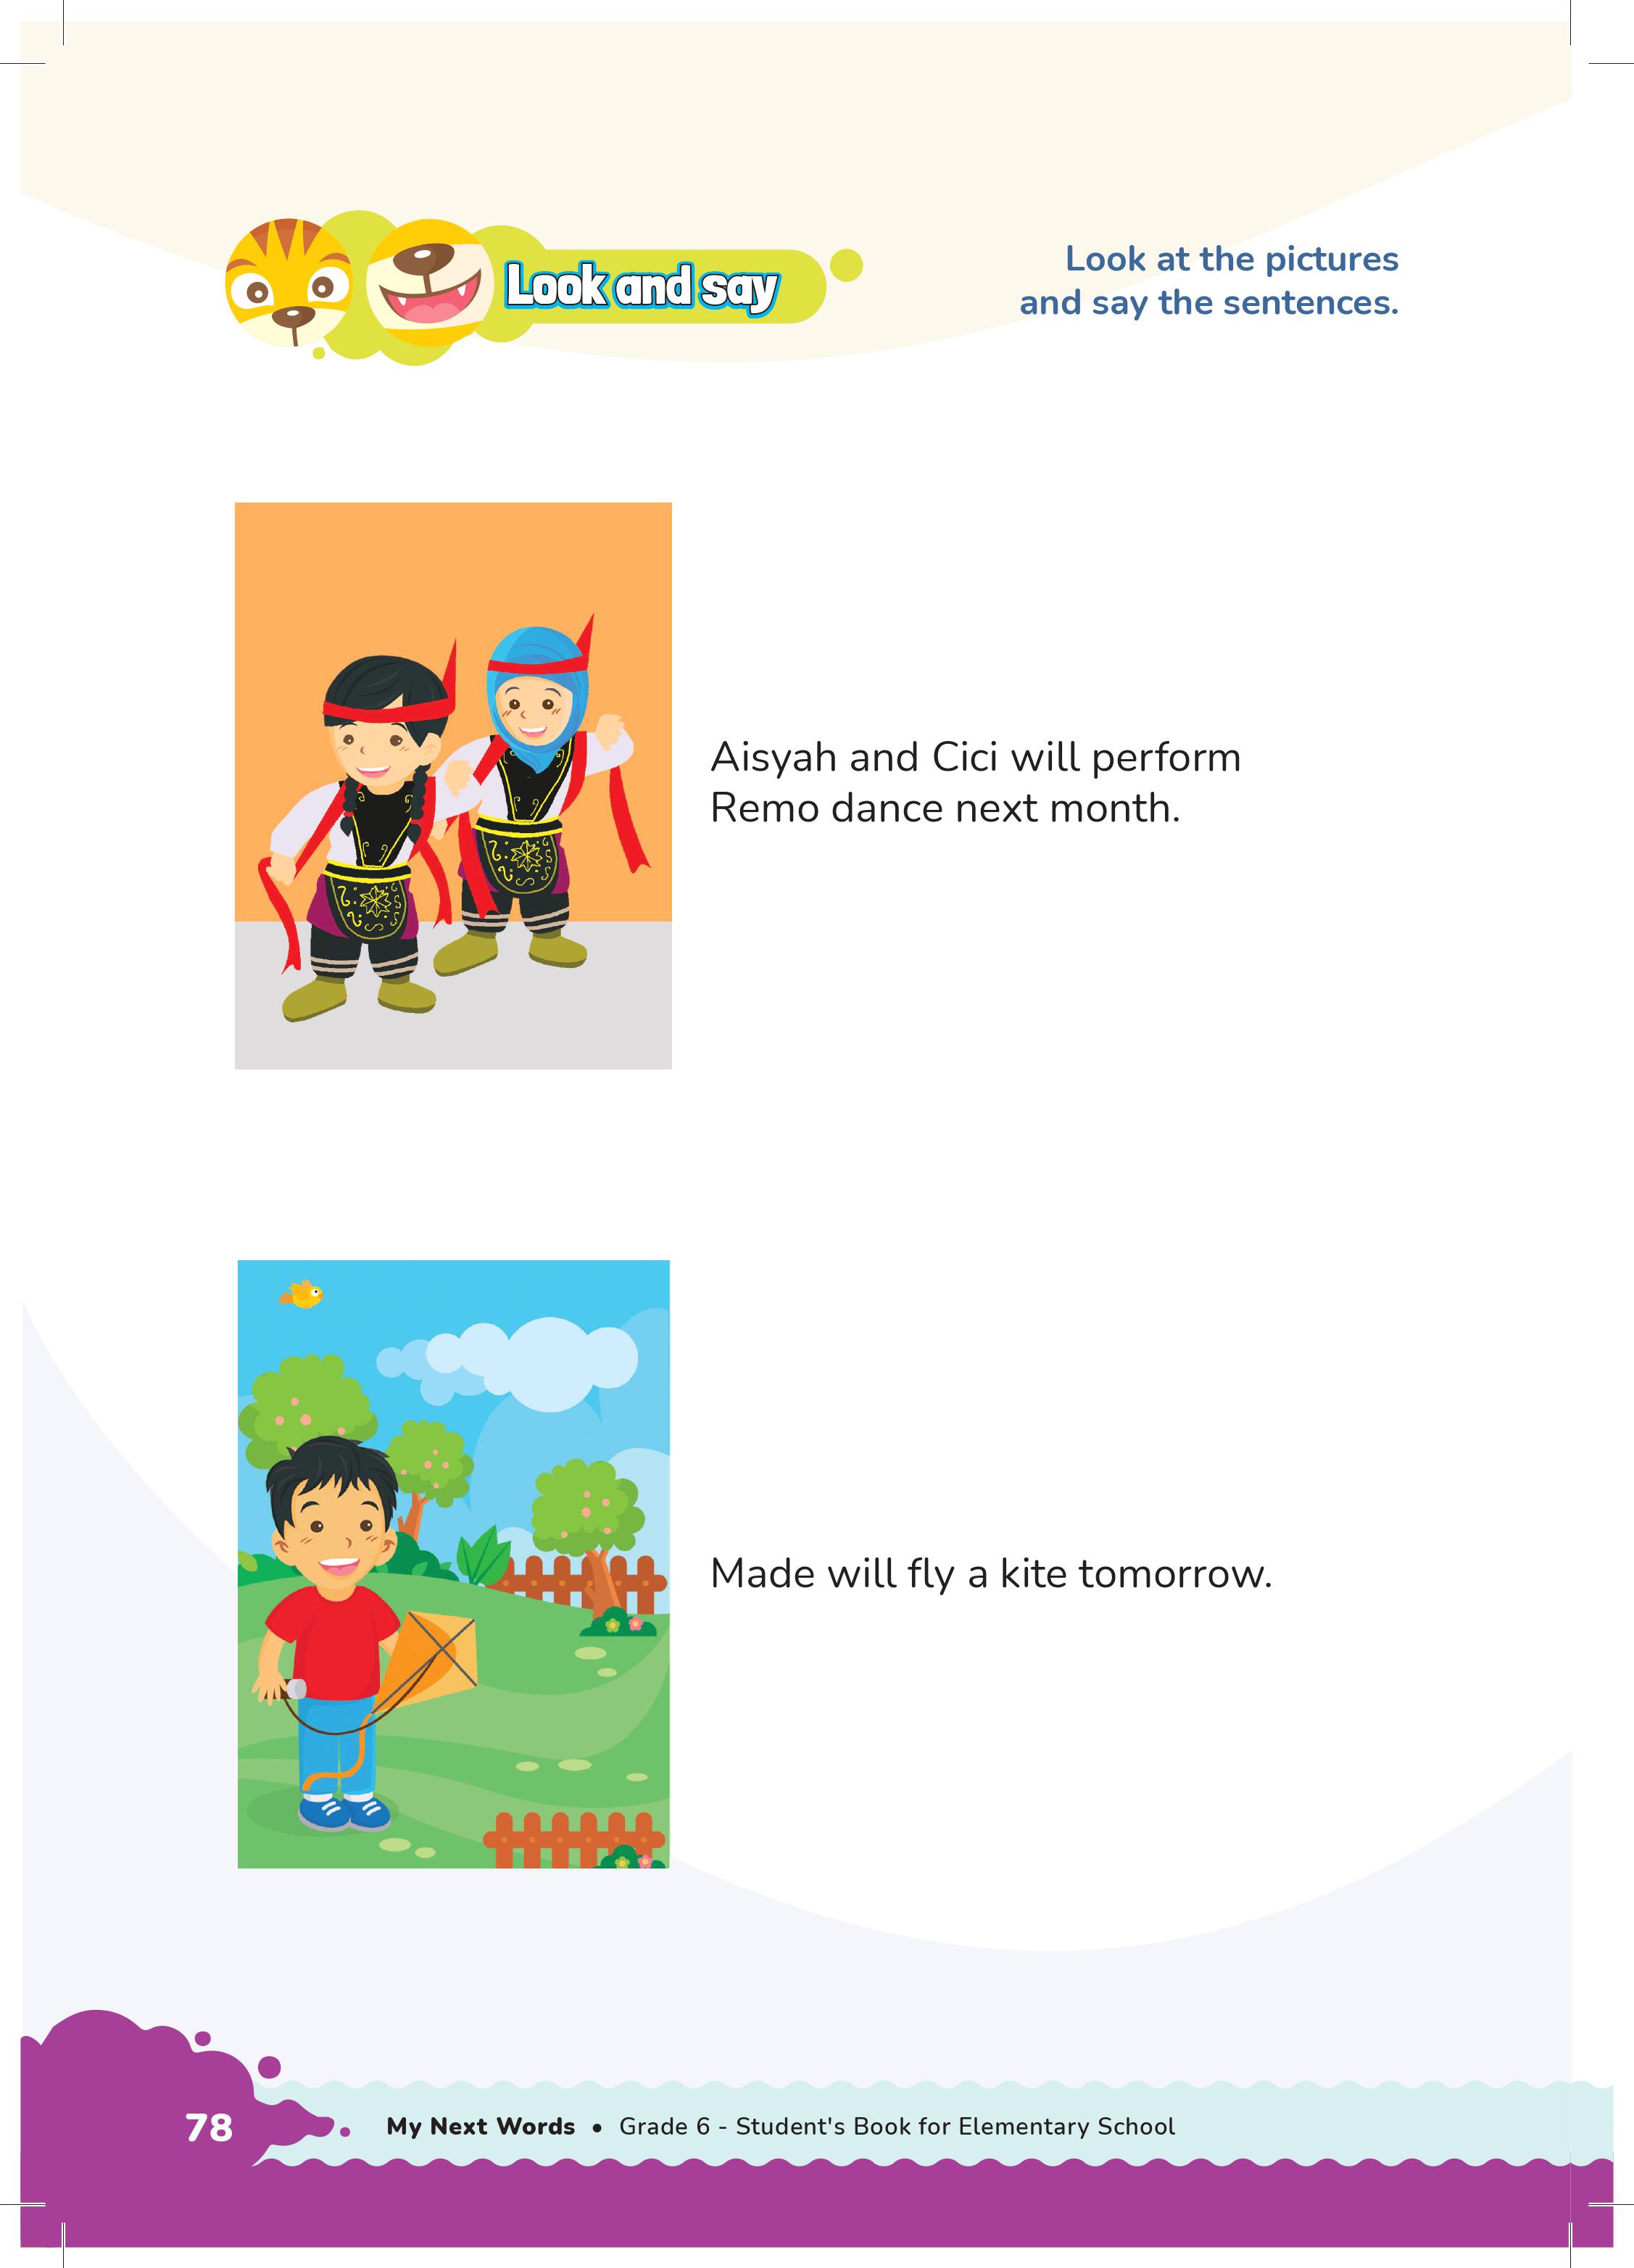 Look and say
Look at the pictures
and say the sentences.
Aisyah and Cici will perform
Remo dance next month.
Made will fly a kite tomorrow.
78
My Next Words • Grade 6 - Student's Book for Elementary School